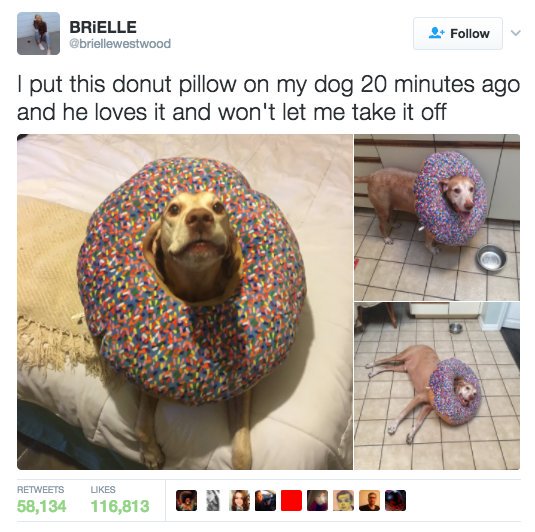 BRiELLE
@briellewestwood
Follow
I put this donut pillow on my dog 20 minutes ago
and he loves it and won't let me take it off
RETWEETS
LIKES
58,134
116,813